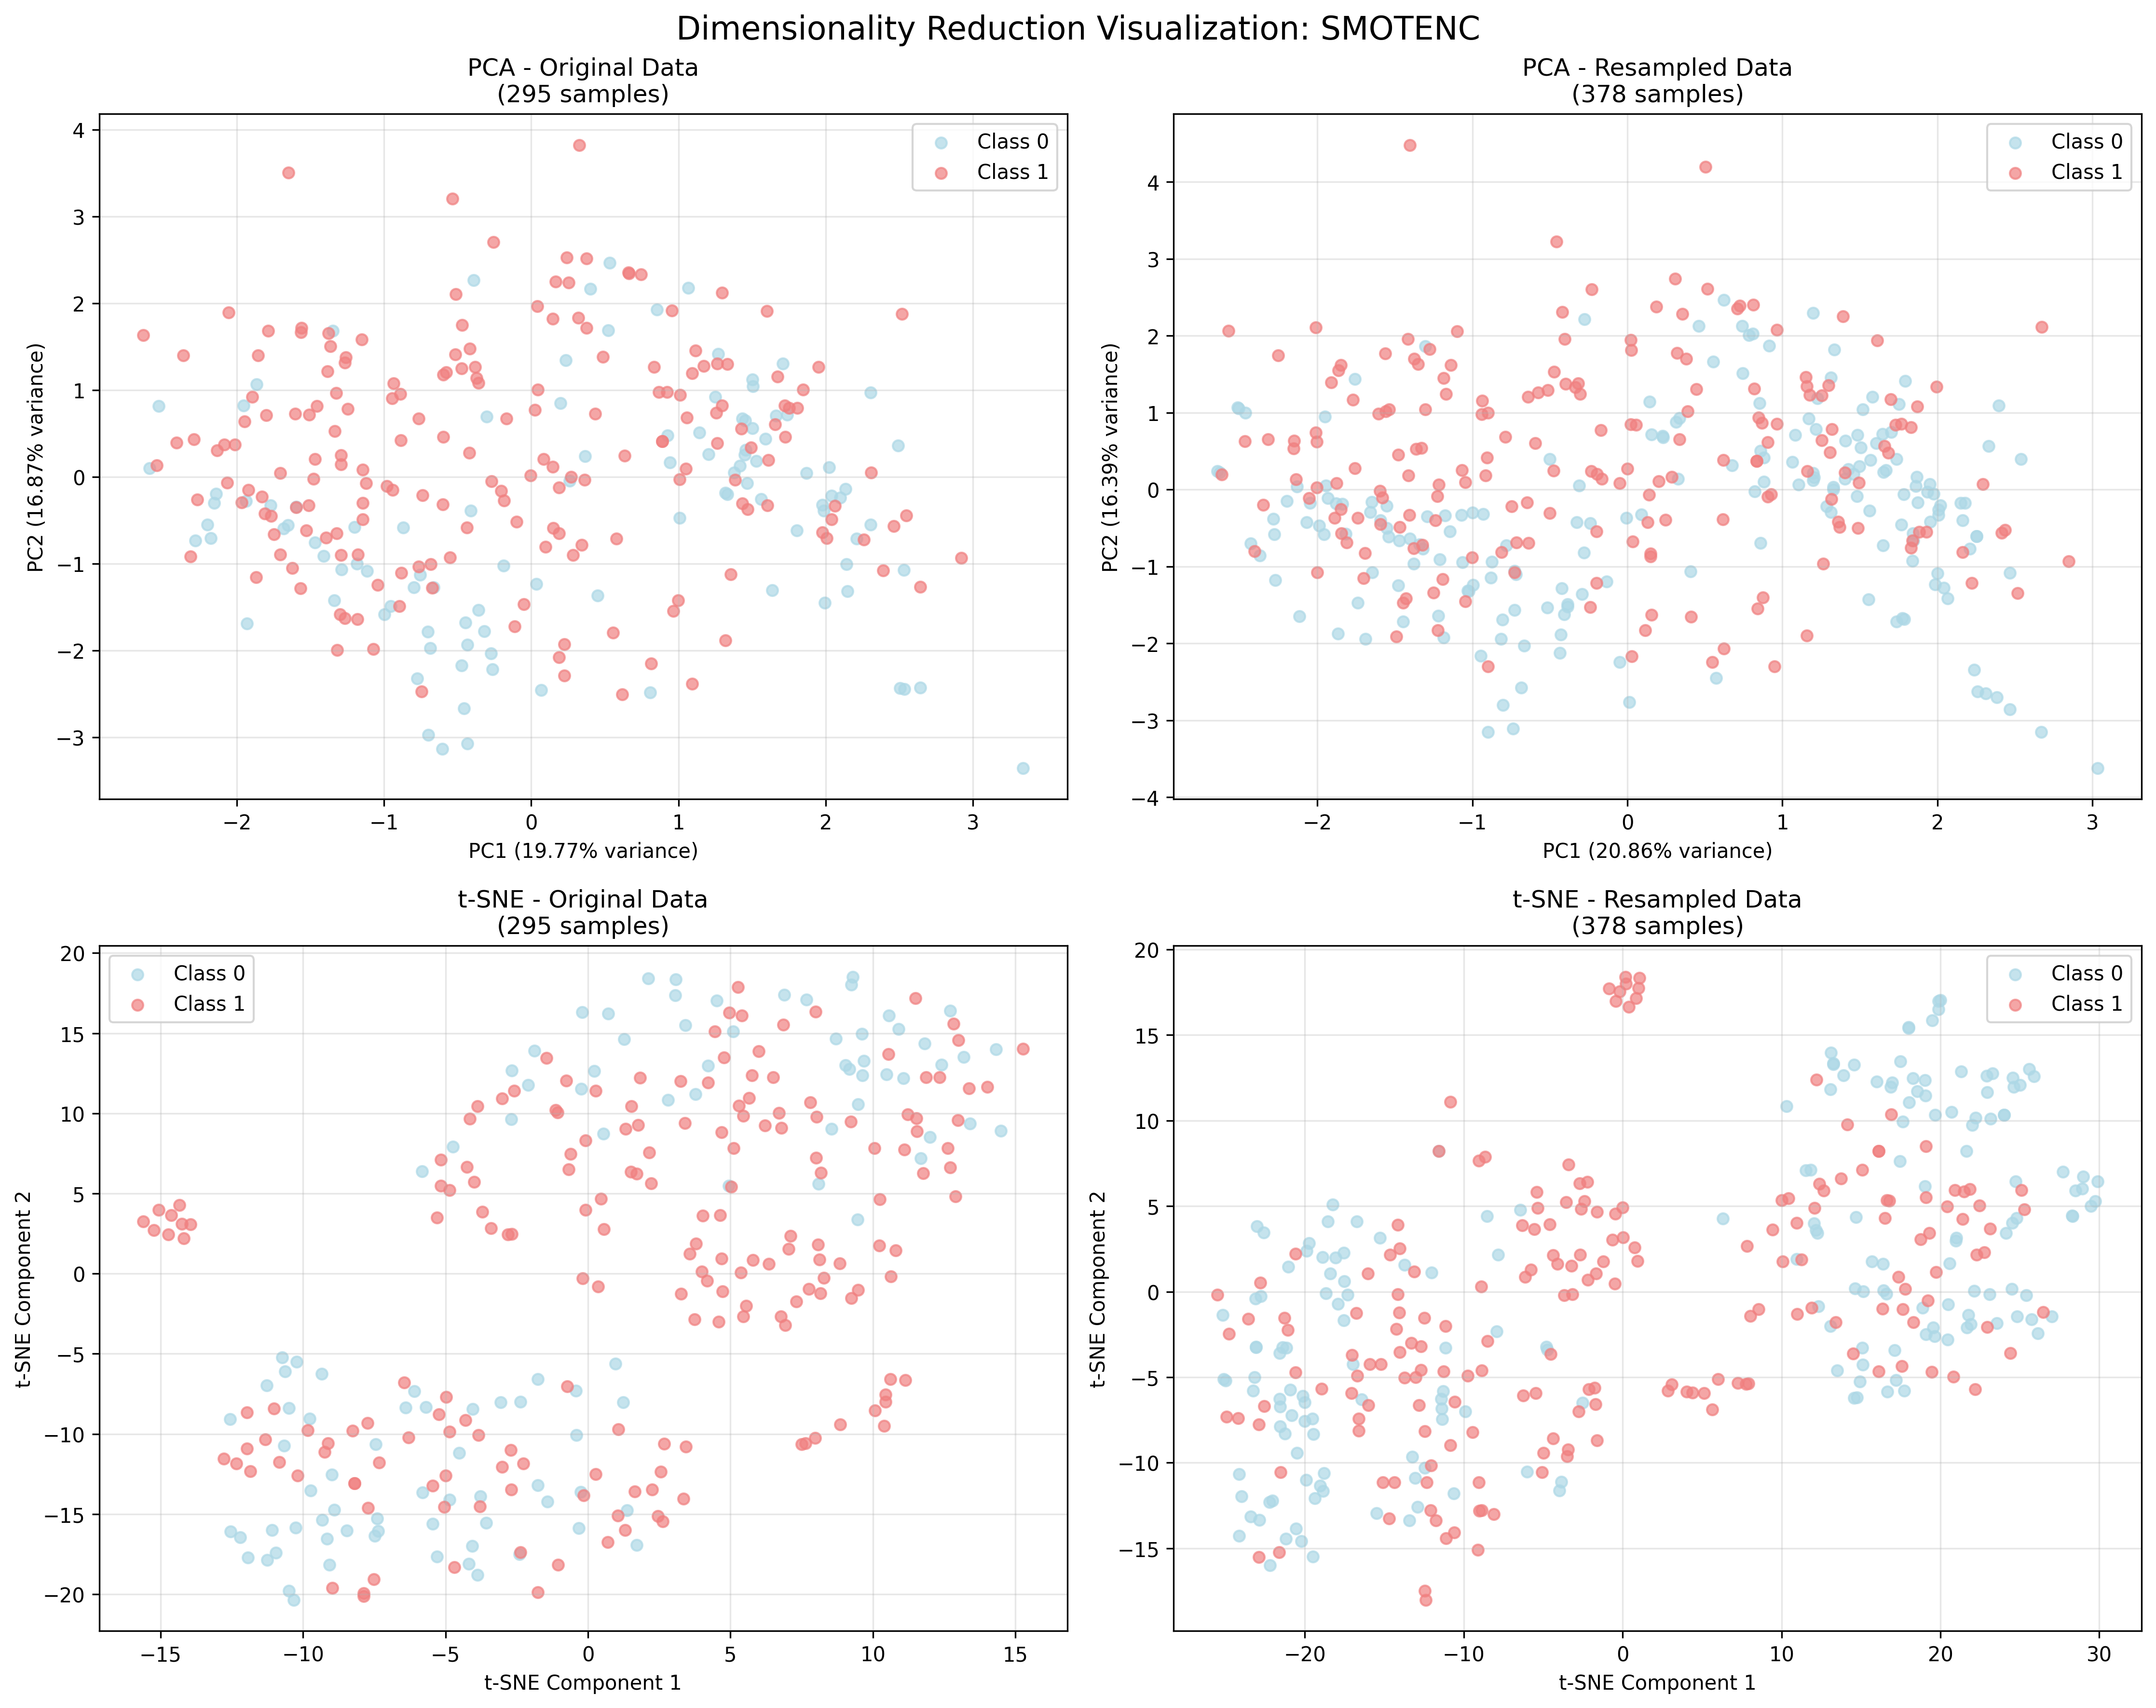 Dimensionality Reduction Visualization: SMOTENC
PCA - Original Data
(295 samples)
Class 0
Class 1
4
3
2
1
0
−1
−2
−3
PC2 (16.87% variance)
−2
−1
0
1
2
3
PC1 (19.77% variance)
PCA - Resampled Data
(378 samples)
Class 0
Class 1
4
3
2
1
0
−1
−2
−3
−4
PC2 (16.39% variance)
−2
−1
0
1
2
3
PC1 (20.86% variance)
t-SNE - Original Data
(295 samples)
Class 0
Class 1
20
15
10
5
0
−5
−10
−15
−20
t-SNE Component 2
−15
−10
−5
0
5
10
15
t-SNE Component 1
t-SNE - Resampled Data
(378 samples)
Class 0
Class 1
20
15
10
5
0
−5
−10
−15
t-SNE Component 2
−20
−10
0
10
20
30
t-SNE Component 1